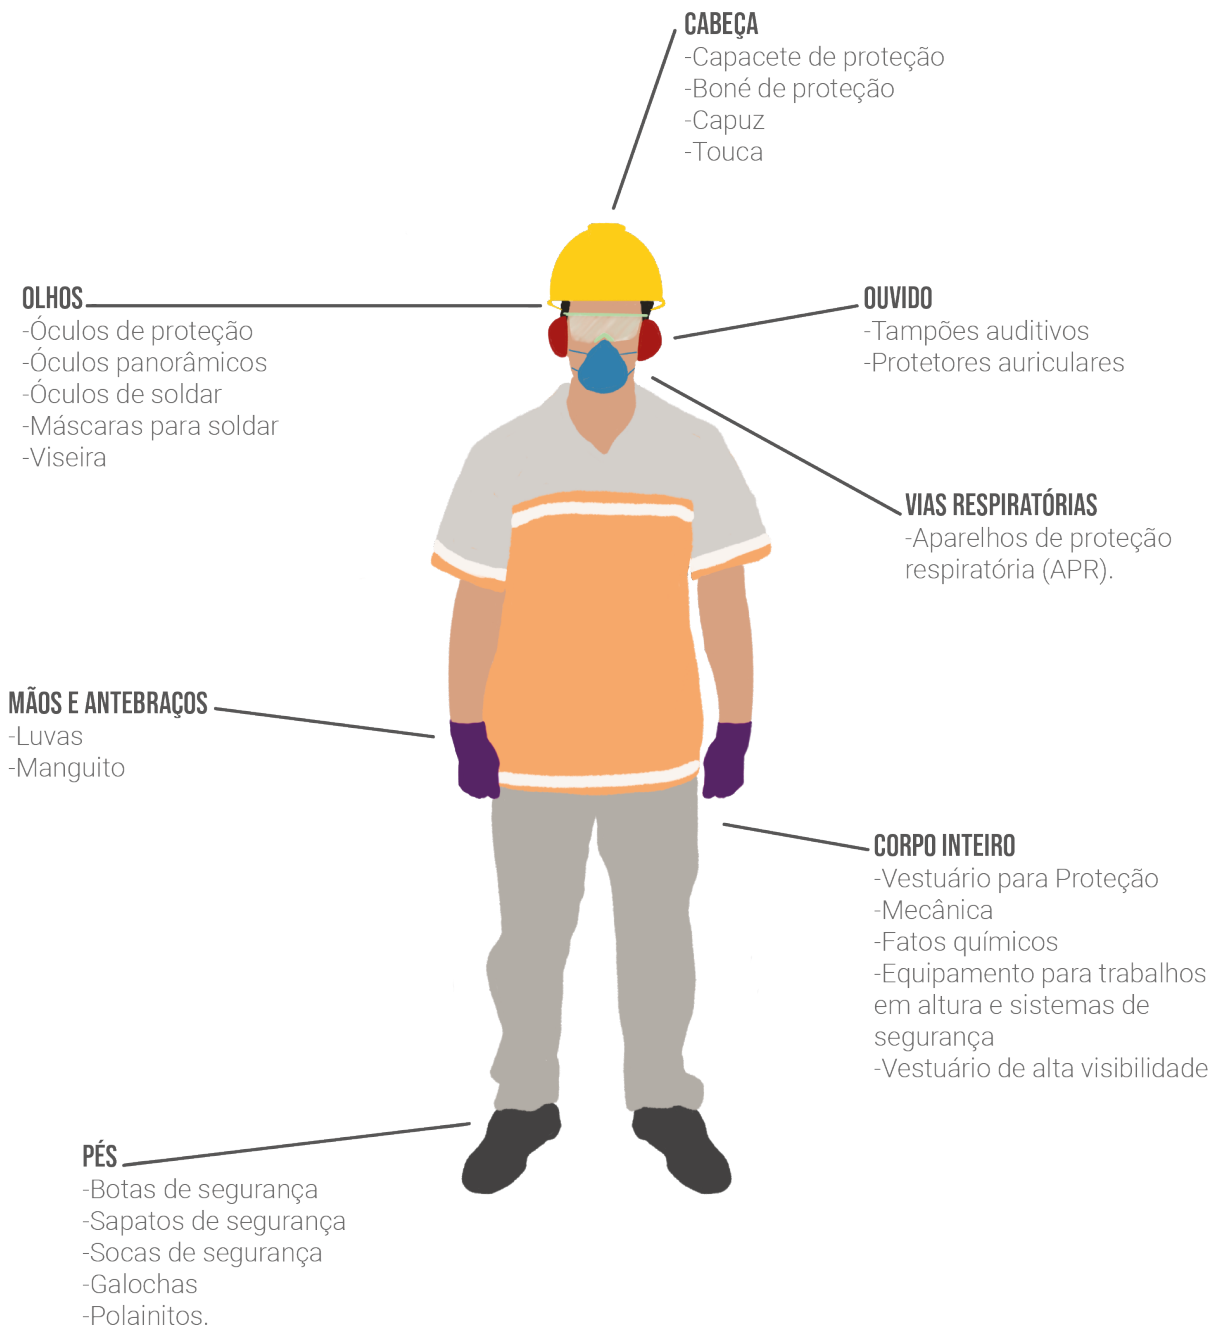 CABEÇA
-Capacete de proteção
-Boné de proteção
-Capuz
-Touca
OLHOS
-Óculos de proteção
-Óculos panorâmicos
-Óculos de soldar
-Máscaras para soldar
-Viseira
OUVIDO
-Tampões auditivos
-Protetores auriculares
VIAS RESPIRATÓRIAS
-Aparelhos de proteção
respiratória (APR).
MÃOS E ANTEBRAÇOS
-Luvas
-Manguito
CORPO INTEIRO
-Vestuário para Proteção
-Mecânica
-Fatos químicos
-Equipamento para trabalhos
em altura e sistemas de
segurança
-Vestuário de alta visibilidade
PÉS
-Botas de segurança
-Sapatos de segurança
-Socas de segurança
-Galochas
-Polainitos.